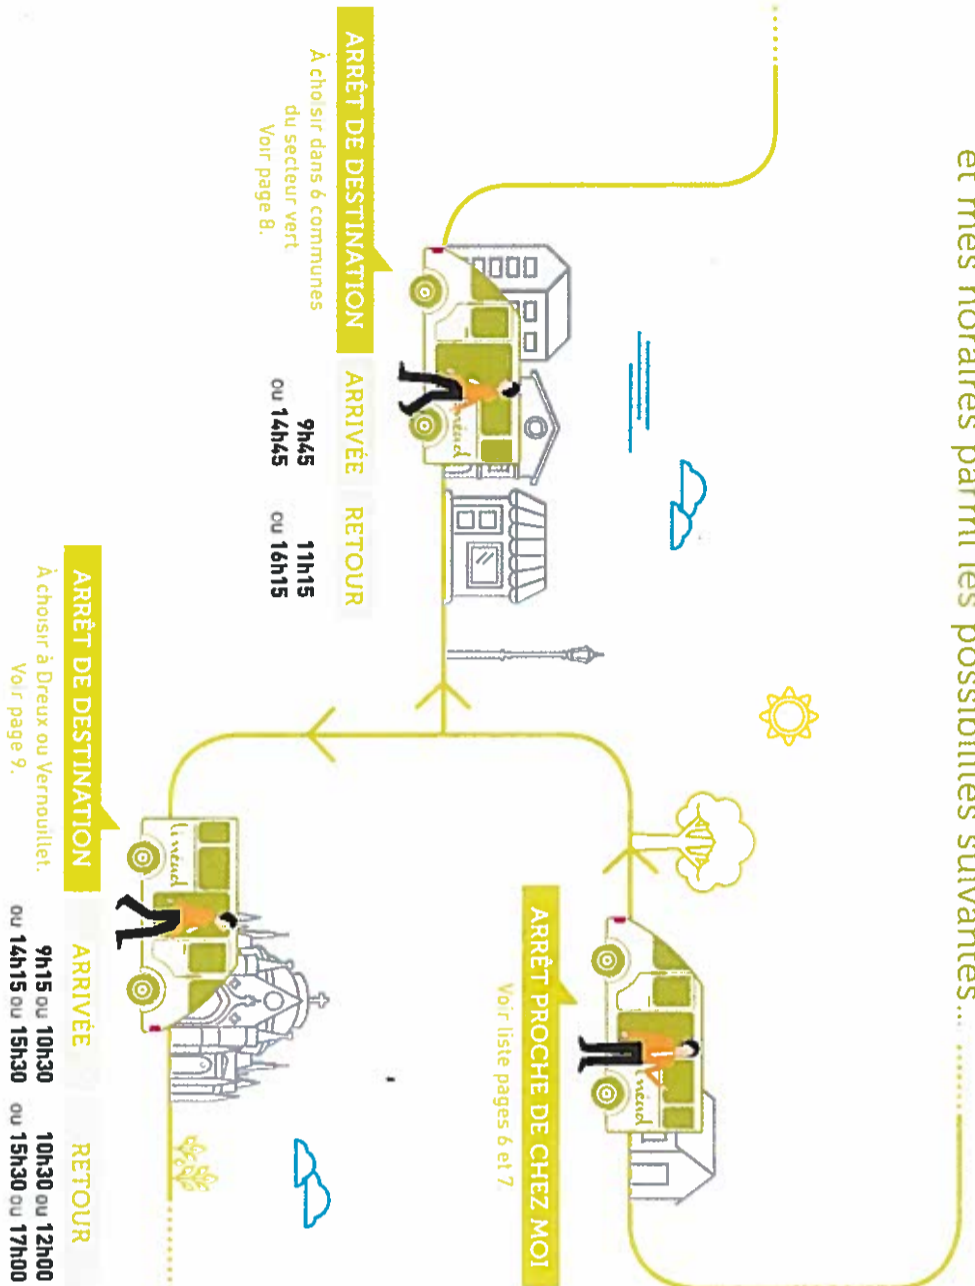 et mes horaires parmi les possibilités suivantes...
ARRÊT PROCHE DE CHEZ MOI
Voir liste pages 6 et 7.
linéad
ARRÊT DE DESTINATION
À choisir dans 6 communes
du secteur vert
Voir page 8.
ARRIVÉE
9h45
ou 14h45
RETOUR
11h15
ou 16h15
linéad
ARRÊT DE DESTINATION
À choisir à Dreux ou Vernouillet.
Voir page 9.
ARRIVÉE
9h15 ou 10h30
ou 14h15 ou 15h30
RETOUR
10h30 ou 12h00
ou 15h30 ou 17h00
linéad